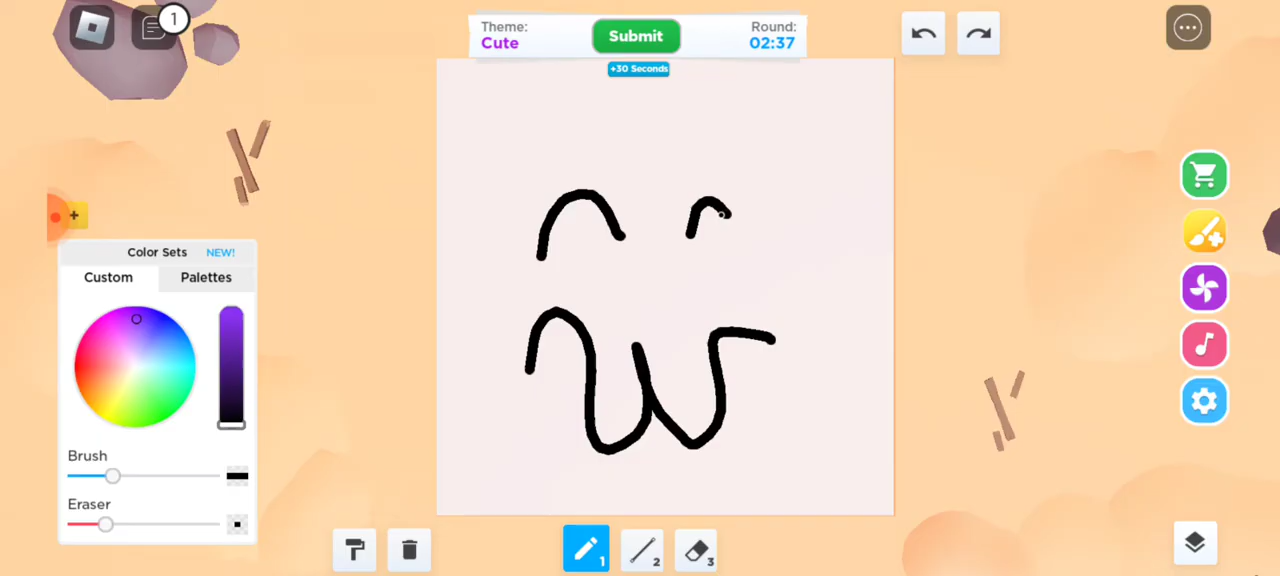 1
Theme:
Cute
Submit
Round:
02:37
+30 Seconds
+
Color Sets NEW!
Custom Palettes
Brush
Eraser
1
2
3